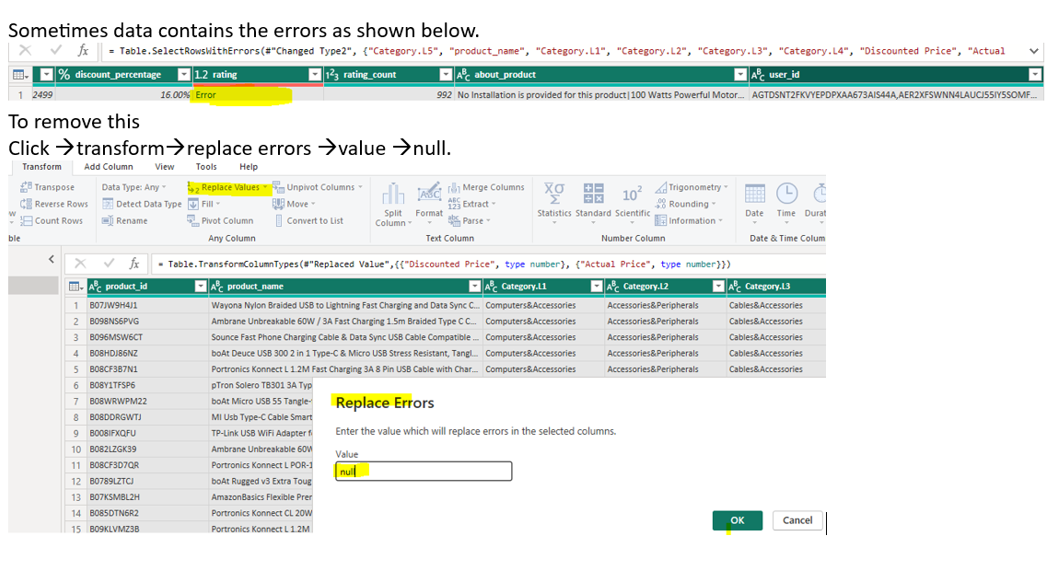 Sometimes data contains the errors as shown below.
fx = Table.SelectRowsWithErrors(#"Changed Type2", {"Category.L5", "product_name", "Category.L1", "Category.L2", "Category.L3", "Category.L4", "Discounted Price", "Actual
% discount_percentage 1.2 rating 1²3 rating_count ABC about_product ABC user_id
1 2499 16.00% Error 992 No Installation is provided for this product|100 Watts Powerful Motor... AGTDSNT2FKVYEPDPXAA673AIS44A,AER2XFSWNN4LAUCJ55IY5SOMF...
To remove this
Click →transform→replace errors →value →null.
Transform Add Column View Tools Help
Transpose Data Type: Any Replace Values Unpivot Columns Merge Columns Trigonometry
Reverse Rows Detect Data Type Fill Move Extract Rounding
Count Rows Rename Pivot Column Convert to List Split Column Format Parse Statistics Standard Scientific Information Date Time Durat
ble Any Column Text Column Number Column Date & Time Colum
fx = Table.TransformColumnTypes(#"Replaced Value",{{"Discounted Price", type number}, {"Actual Price", type number}})
ABC product_id ABC product_name ABC Category.L1 ABC Category.L2 ABC Category.L3
1 B07JW9H4J1 Wayona Nylon Braided USB to Lightning Fast Charging and Data Sync C... Computers&Accessories Accessories&Peripherals Cables&Accessories
2 B098NS6PVG Ambrane Unbreakable 60W / 3A Fast Charging 1.5m Braided Type C C... Computers&Accessories Accessories&Peripherals Cables&Accessories
3 B096MSW6CT Sounce Fast Phone Charging Cable & Data Sync USB Cable Compatible ... Computers&Accessories Accessories&Peripherals Cables&Accessories
4 B08HDJ86NZ boAt Deuce USB 300 2 in 1 Type-C & Micro USB Stress Resistant, Tangl... Computers&Accessories Accessories&Peripherals Cables&Accessories
5 B08CF3B7N1 Portronics Konnect L 1.2M Fast Charging 3A 8 Pin USB Cable with Char... Computers&Accessories Accessories&Peripherals Cables&Accessories
6 B08Y1TFSP6 pTron Solero TB301 3A Typ
7 B08WRWPM22 boAt Micro USB 55 Tangle-
8 B08DDRGWTJ MI Usb Type-C Cable Smart
9 B008IFXQFU TP-Link USB WiFi Adapter f
10 B082LZGK39 Ambrane Unbreakable 60W
11 B08CF3D7QR Portronics Konnect L POR-1
12 B0789LZTCJ boAt Rugged v3 Extra Toug
13 B07KSMBL2H AmazonBasics Flexible Prer
14 B085DTN6R2 Portronics Konnect CL 20W
15 B09KLVMZ3B Portronics Konnect L 1.2M
Replace Errors
Enter the value which will replace errors in the selected columns.
Value
null
OK Cancel